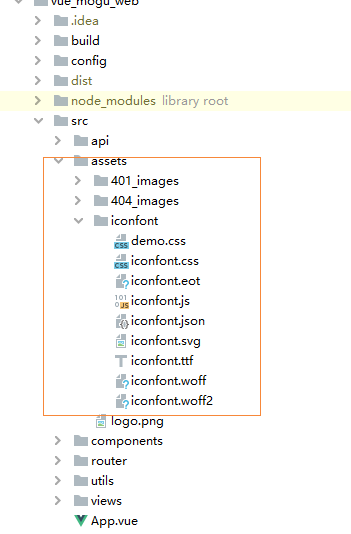 vue_mogu_web
.idea
build
config
dist
node_modules library root
src
api
assets
401_images
404_images
iconfont
demo.css
iconfont.css
iconfont.eot
iconfont.js
iconfont.json
iconfont.svg
iconfont.ttf
iconfont.woff
iconfont.woff2
logo.png
components
router
utils
views
App.vue